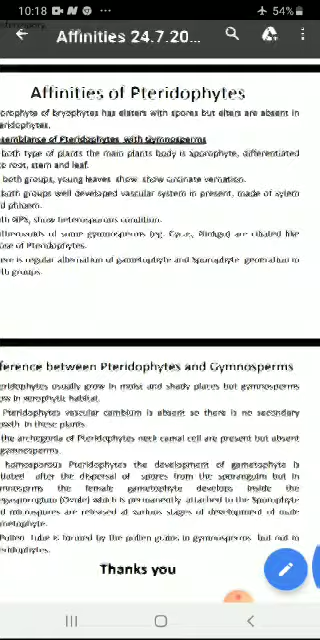 10:18 54%
Affinities 24.7.20...
Affinities of Pteridophytes
orophyte of bryophytes has elaters with spores but elters are absent in
eridophytes.
semblance of Pteridophytes with Gymnosperms
both type of plants the main plants body is sporophyte, differentiated
o root, stem and leaf.
both groups, young leaves show show circinate vernation.
both groups well developed vascular system in present, made of xylem
d phloem.
th show heterosporous condition.
of some gymnosperms (eg. Cycas, Ginkgo) are ciliated like
ose of Pteridophytes.
ere is regular alternation of gametophyte and Sporophyte generation in
th groups.
ference between Pteridophytes and Gymnosperms
eridophytes usually grow in moist and shady places but gymnosperms
ow in xerophytic habitat.
Pteridophytes vascular cambium is absent so there is no secondary
owth in these plants.
the archegonia of Pteridophytes neck canal cell are present but absent
gymnosperms.
homosporous Pteridophytes the development of gametophyte is
tiated after the dispersal of spores from the sporangium but in
mnosperms the female gametophyte develops inside the
egasporangium (Ovule) which is permanently attached to the Sporophyte
d microspores are released at various stages of development of male
metophyte.
Pollen Tube is formed by the pollen grains in gymnosperms but not in
eridophytes.
Thanks you